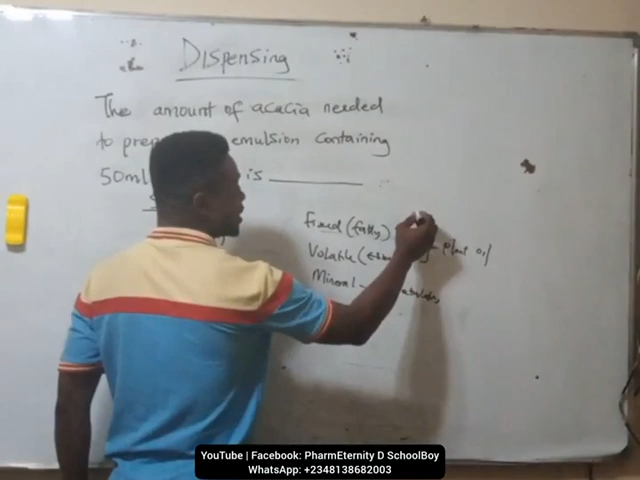 Dispensing
The amount of acacia needed
to prep emulsion containing
50ml is
Fixed (fatty)
Volatile ( plant oil
Mineral -
YouTube | Facebook: PharmEternity D SchoolBoy
WhatsApp: +2348138682003